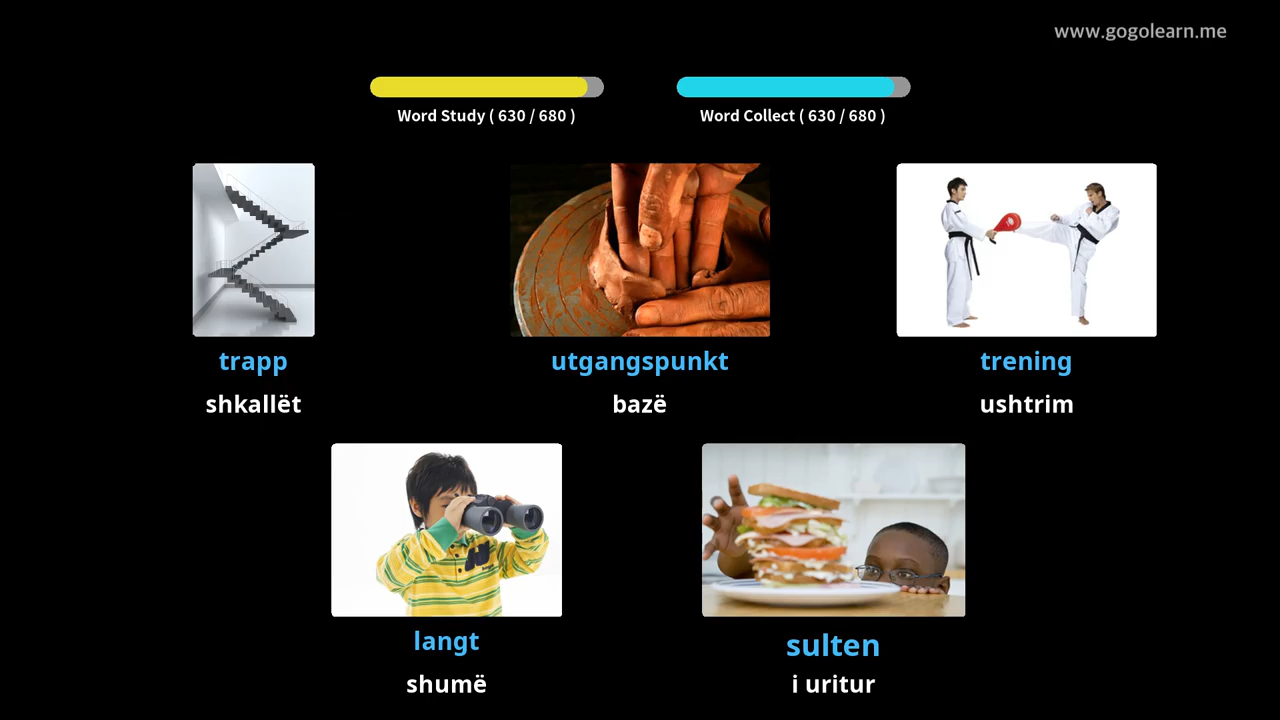 www.gogolearn.me
Word Study ( 630 / 680 )
Word Collect ( 630 / 680 )
trapp
shkallët
utgangspunkt
bazë
trening
ushtrim
langt
shumë
sulten
i uritur